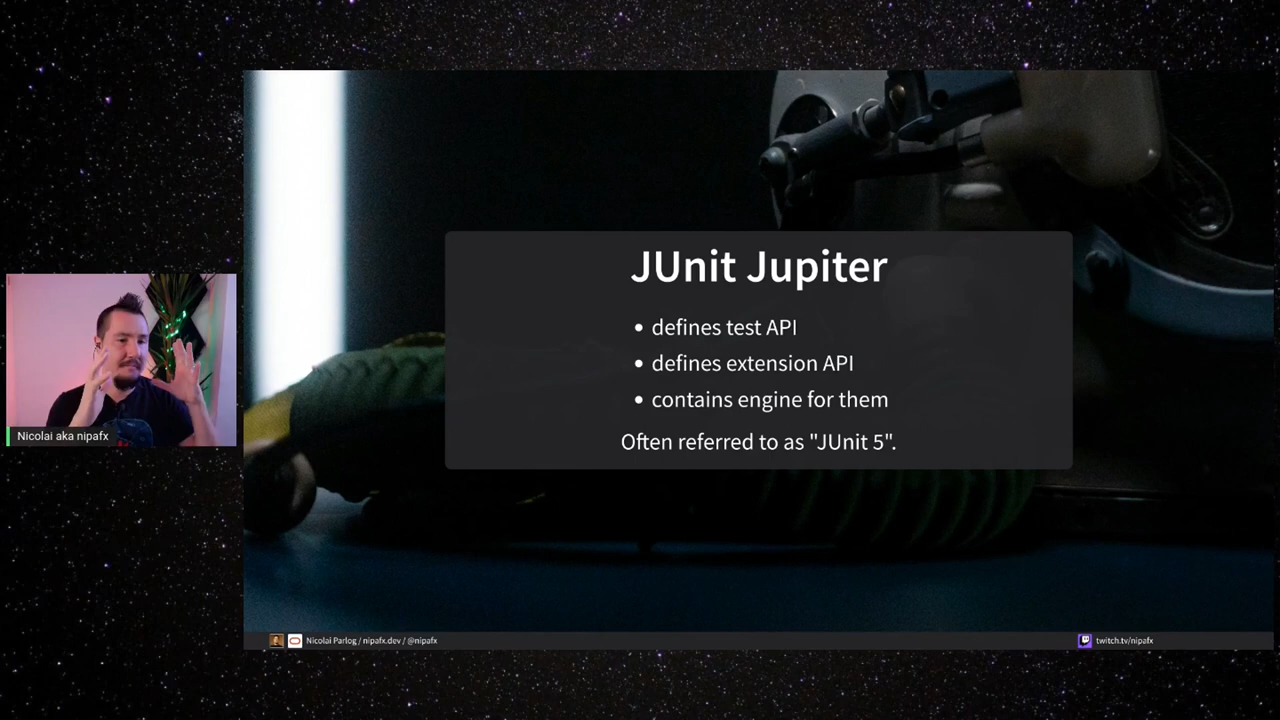 JUnit Jupiter
• defines test API
• defines extension API
• contains engine for them
Often referred to as "JUnit 5".
Nicolai aka nipafx
Nicolai Parlog / nipafx.dev / @nipafx
twitch.tv/nipafx